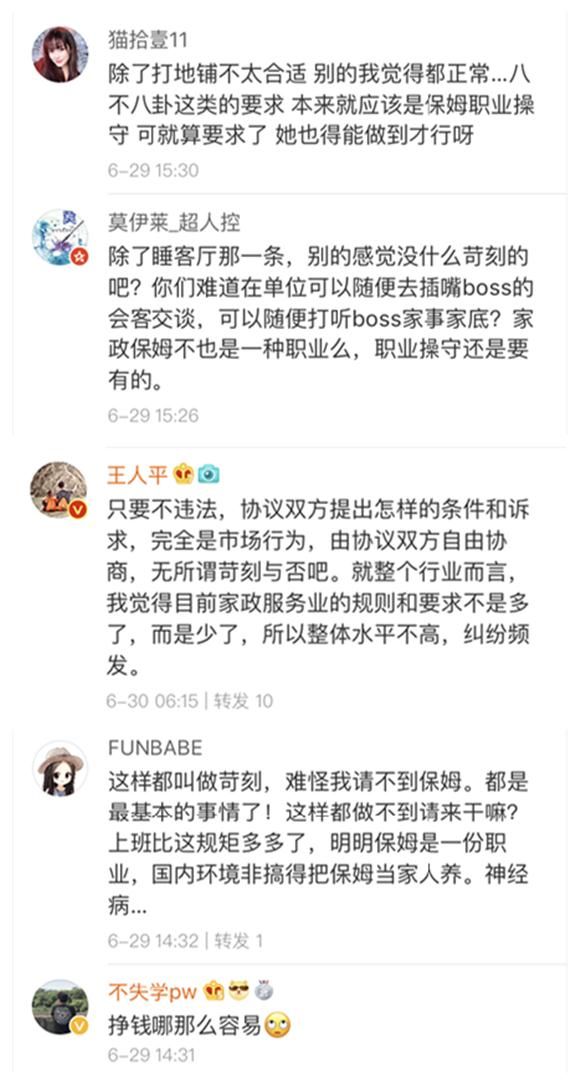 猫拾壹11
除了打地铺不太合适 别的我觉得都正常...八
不八卦这类的要求 本来就应该是保姆职业操
守 可就算要求了 她也得能做到才行呀
6-29 15:30
莫伊莱_超人控
除了睡客厅那一条，别的感觉没什么苛刻的
吧？你们难道在单位可以随便去插嘴boss的
会客交谈，可以随便打听boss家事家底？家
政保姆不也是一种职业么，职业操守还是要
有的。
6-29 15:26
王人平
只要不违法，协议双方提出怎样的条件和诉
求，完全是市场行为，由协议双方自由协
商，无所谓苛刻与否吧。就整个行业而言，
我觉得目前家政服务业的规则和要求不是多
了，而是少了，所以整体水平不高，纠纷频
发。
6-30 06:15 | 转发 10
FUNBABE
这样都叫做苛刻，难怪我请不到保姆。都是
最基本的事情了！这样都做不到请来干嘛？
上班比这规矩多多了，明明保姆是一份职
业，国内环境非搞得把保姆当家人养。神经
病...
6-29 14:32 | 转发 1
不失学pw
挣钱哪那么容易
6-29 14:31